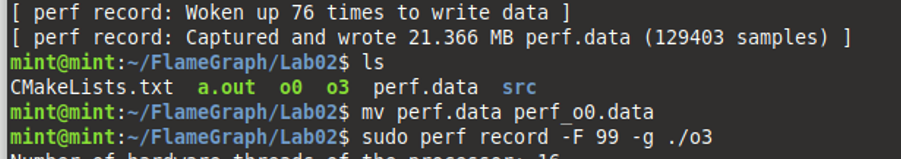 [ perf record: Woken up 76 times to write data ]
[ perf record: Captured and wrote 21.366 MB perf.data (129403 samples) ]
mint@mint:~/FlameGraph/Lab02$ ls
CMakeLists.txt  a.out  o0  o3  perf.data  src
mint@mint:~/FlameGraph/Lab02$ mv perf.data perf_o0.data
mint@mint:~/FlameGraph/Lab02$ sudo perf record -F 99 -g ./o3
Number of hardware threads of the processor: 16